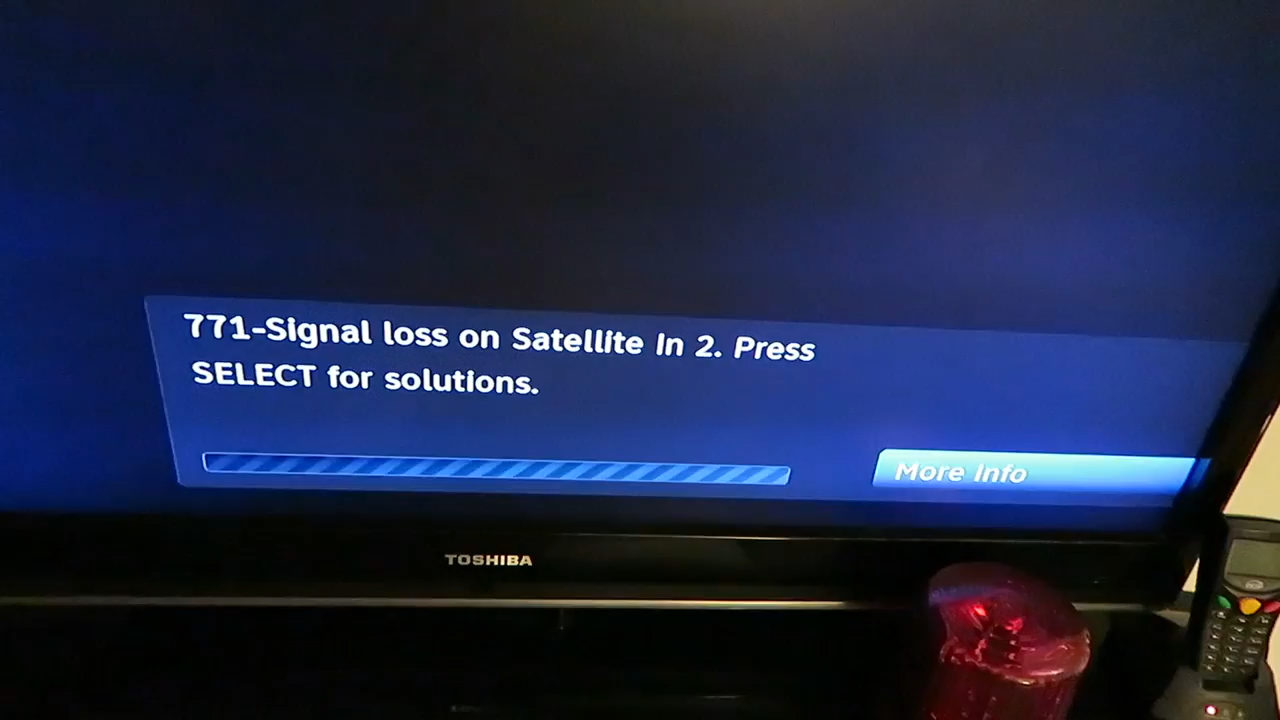 771-Signal loss on Satellite In 2. Press
SELECT for solutions.
More Info
TOSHIBA